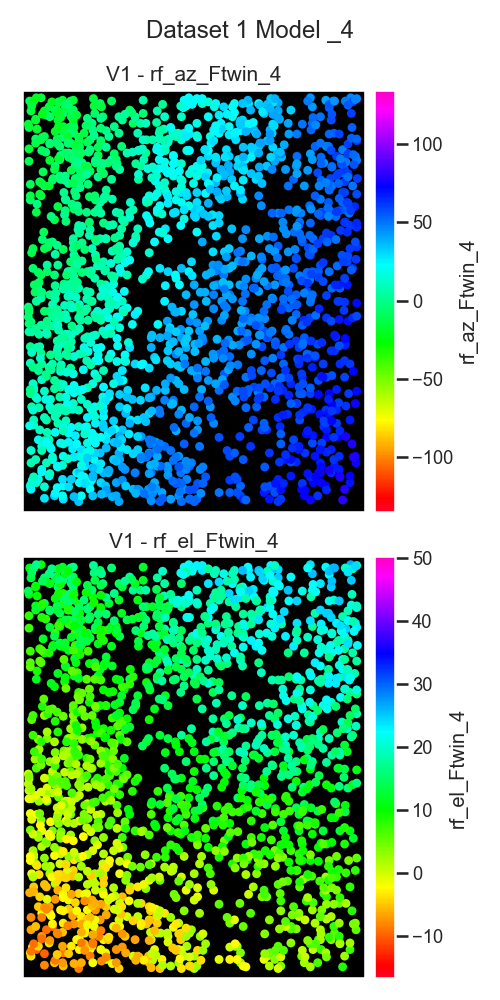 Dataset 1 Model _4
V1 - rf_az_Ftwin_4
100
50
0
−50
−100
rf_az_Ftwin_4
V1 - rf_el_Ftwin_4
50
40
30
20
10
0
−10
rf_el_Ftwin_4